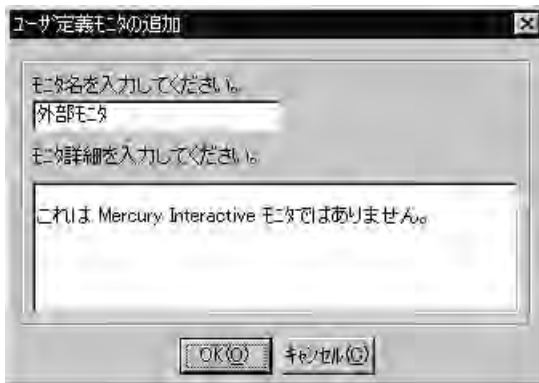 ユーザ定義モニタの追加
モニタ名を入力してください。
外部モニタ
モニタ詳細を入力してください。
これは Mercury Interactive モニタではありません。
OK(O) キャンセル(C)